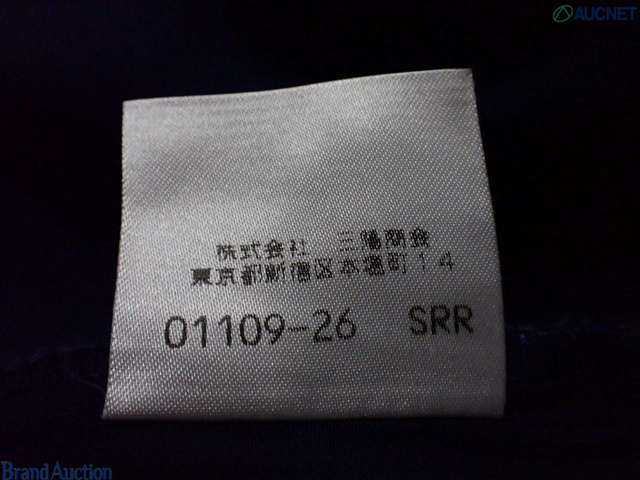 AUCNET
株式会社 三陽商会
東京都新宿区本塩町14
01109-26 SRR
Brand Auction